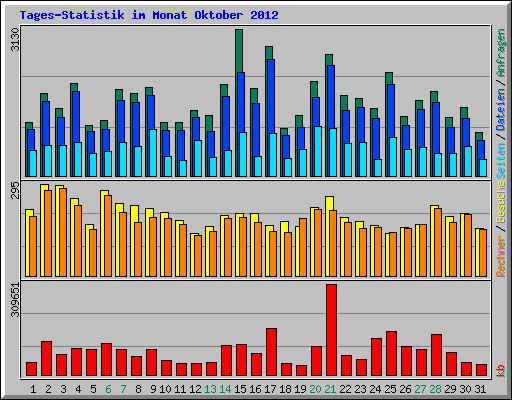 Tages-Statistik im Monat Oktober 2012
3130
295
309651
Rechner / Besuche Seiten / Dateien / Anfragen
kb
1 2 3 4 5 6 7 8 9 10 11 12 13 14 15 16 17 18 19 20 21 22 23 24 25 26 27 28 29 30 31